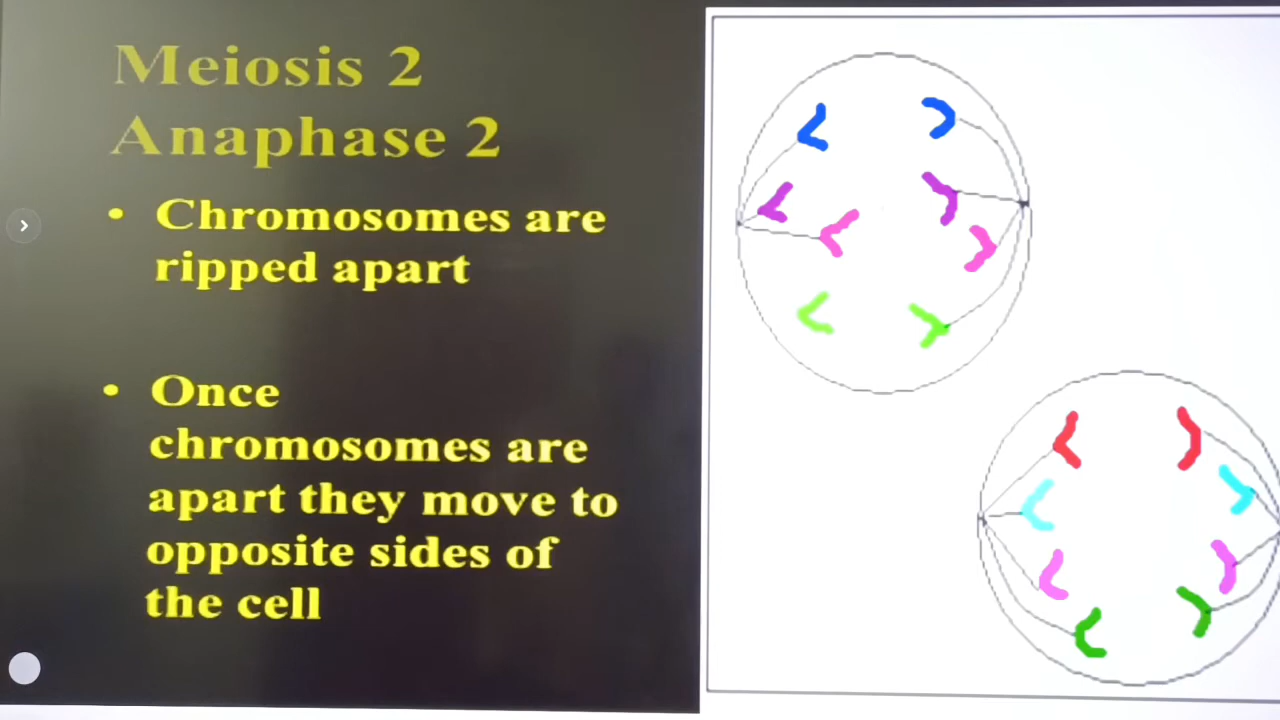 Meiosis 2
Anaphase 2
• Chromosomes are
ripped apart
• Once
chromosomes are
apart they move to
opposite sides of
the cell